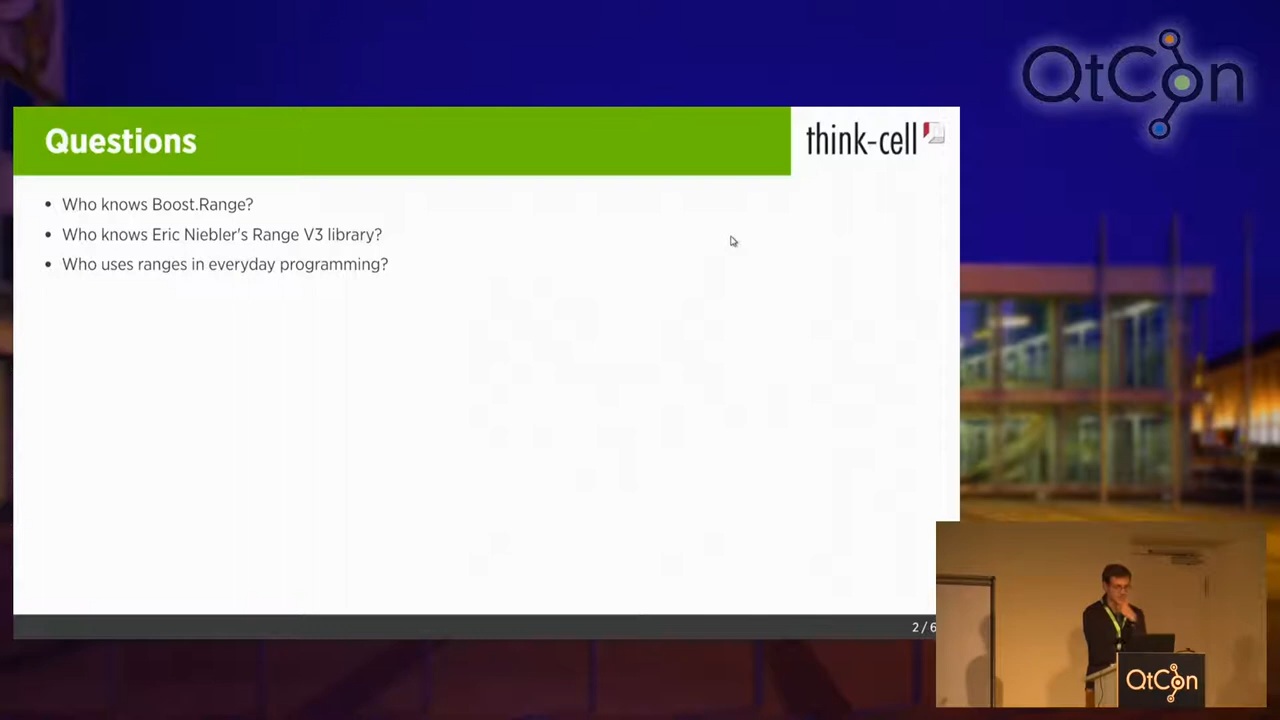 QtCon
Questions
think-cell
• Who knows Boost.Range?
• Who knows Eric Niebler's Range V3 library?
• Who uses ranges in everyday programming?
2 / 6
QtCon